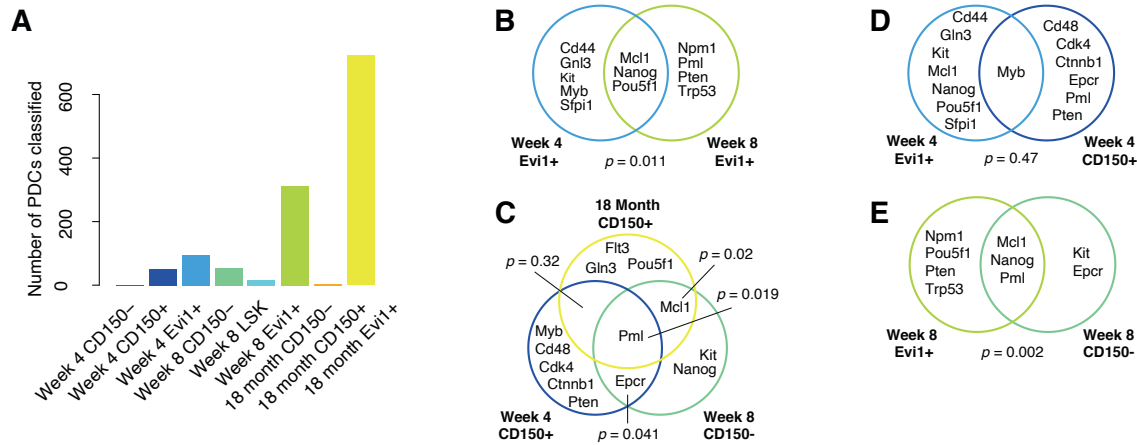 A
Number of PDCs classified
600
400
200
0
Week 4 CD150−
Week 4 CD150+
Week 4 Evi1+
Week 8 CD150−
Week 8 LSK
Week 8 Evi1+
18 month CD150−
18 month CD150+
18 month Evi1+
B
Cd44
Gnl3
Kit
Myb
Sfpi1
Mcl1
Nanog
Pou5f1
Npm1
Pml
Pten
Trp53
Week 4
Evi1+
p = 0.011
Week 8
Evi1+
C
18 Month
CD150+
Flt3
Gln3
Pou5f1
p = 0.32
p = 0.02
p = 0.019
Mcl1
Pml
Myb
Cd48
Cdk4
Ctnnb1
Pten
Epcr
Kit
Nanog
Week 4
CD150+
p = 0.041
Week 8
CD150-
D
Cd44
Gln3
Kit
Mcl1
Nanog
Pou5f1
Sfpi1
Myb
Cd48
Cdk4
Ctnnb1
Epcr
Pml
Pten
Week 4
Evi1+
p = 0.47
Week 4
CD150+
E
Npm1
Pou5f1
Pten
Trp53
Mcl1
Nanog
Pml
Kit
Epcr
Week 8
Evi1+
p = 0.002
Week 8
CD150-